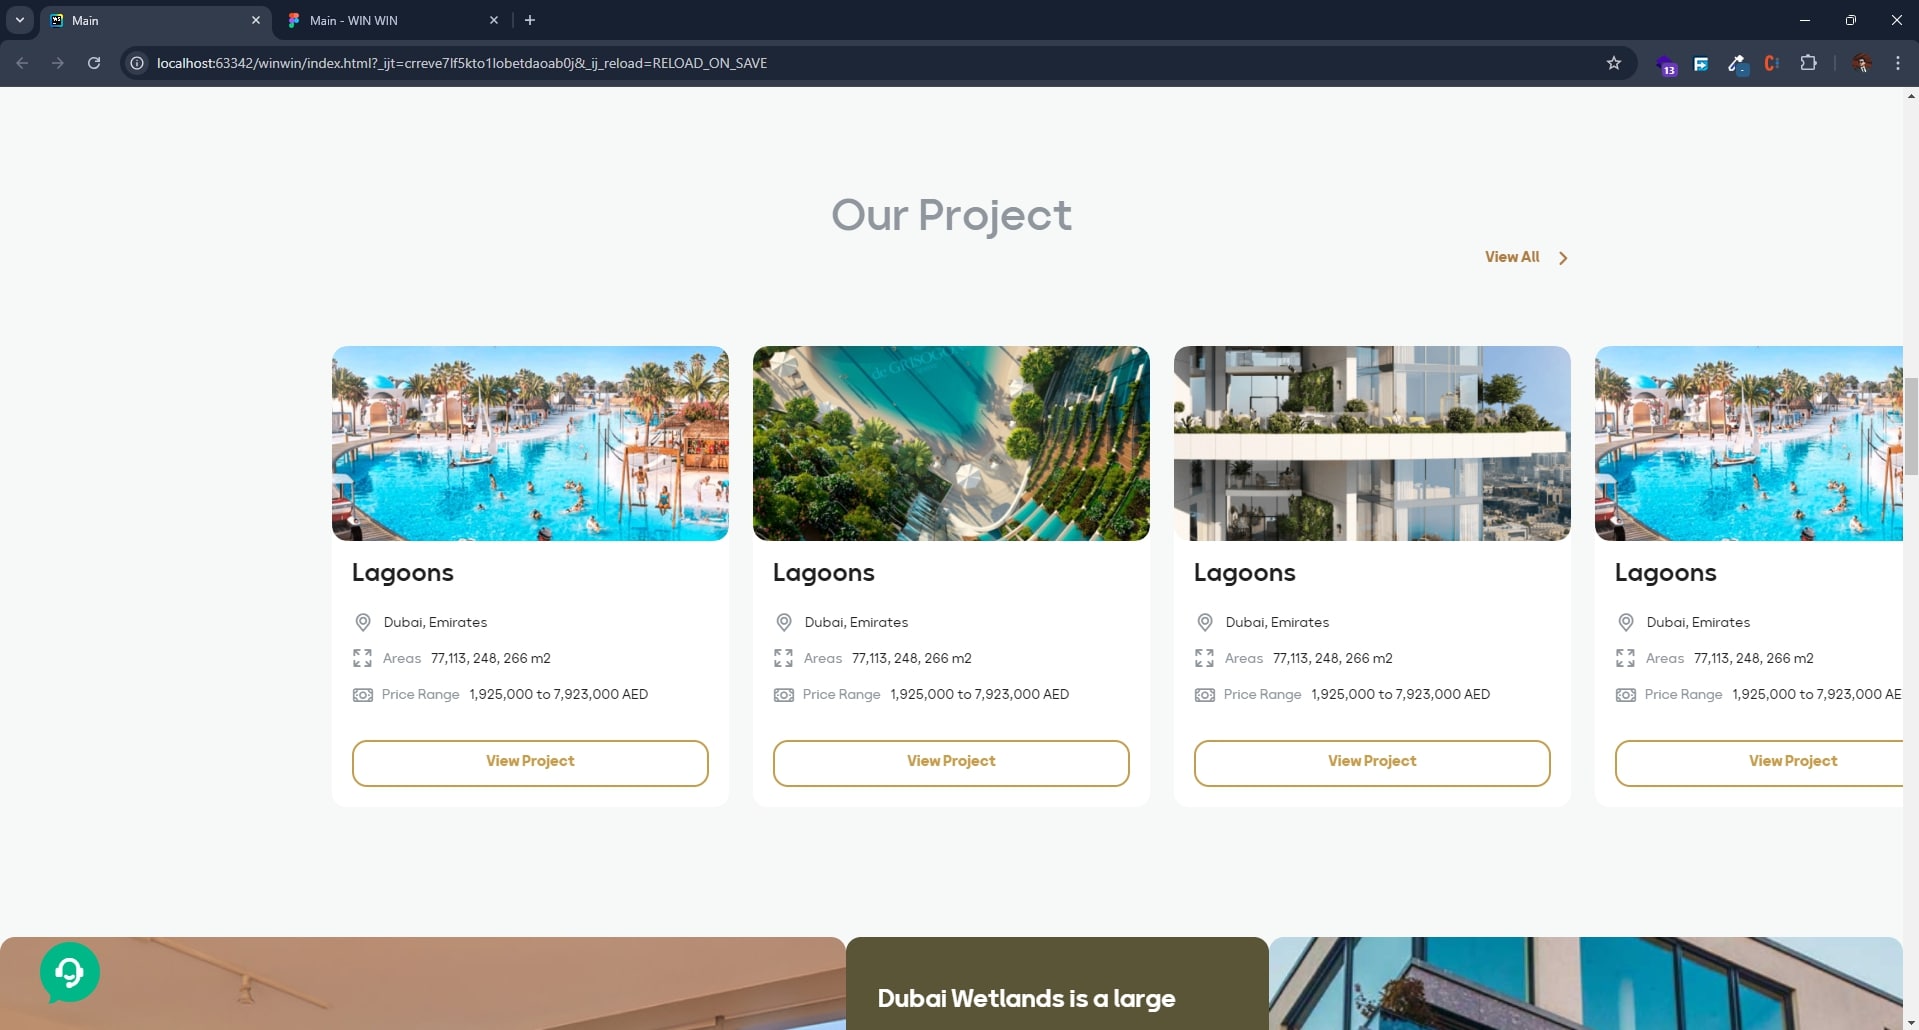 Main
Main - WIN WIN
localhost:63342/winwin/index.html?_ijt=crreve7lf5kto1lobetdaoab0j&_ij_reload=RELOAD_ON_SAVE
13
Our Project
View All
de GRISOGONO
Lagoons
Dubai, Emirates
Areas 77,113, 248, 266 m2
Price Range 1,925,000 to 7,923,000 AED
View Project
Lagoons
Dubai, Emirates
Areas 77,113, 248, 266 m2
Price Range 1,925,000 to 7,923,000 AED
View Project
Lagoons
Dubai, Emirates
Areas 77,113, 248, 266 m2
Price Range 1,925,000 to 7,923,000 AED
View Project
Lagoons
Dubai, Emirates
Areas 77,113, 248, 266 m2
Price Range 1,925,000 to 7,923,000 AE
View Project
Dubai Wetlands is a large